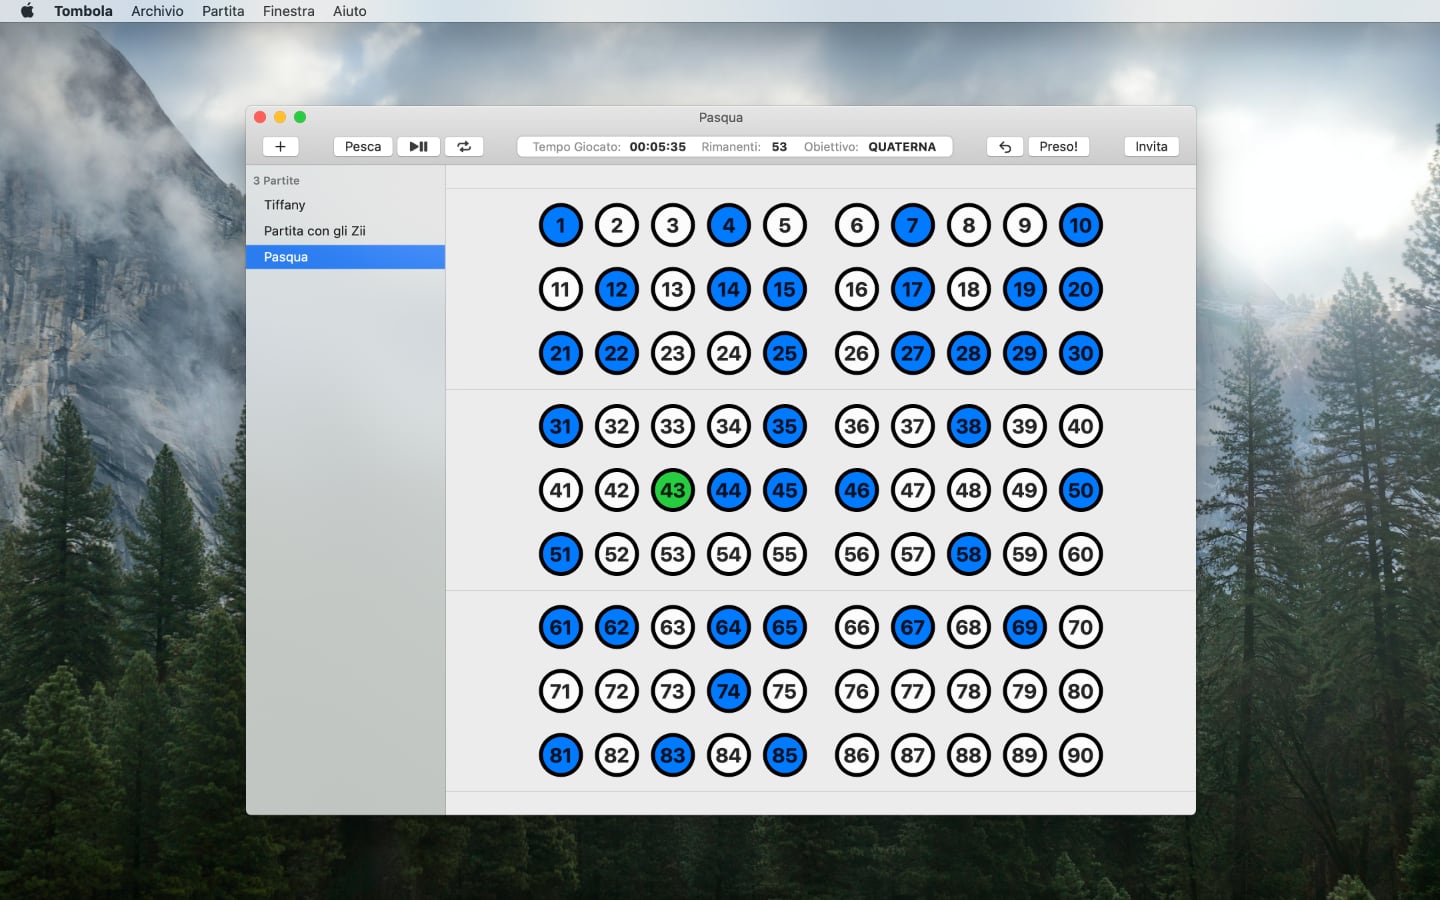 Tombola Archivio Partita Finestra Aiuto
Pasqua
+ Pesca Tempo Giocato: 00:05:35 Rimanenti: 53 Obiettivo: QUATERNA Preso! Invita
3 Partite
Tiffany
Partita con gli Zii
Pasqua
1 2 3 4 5 6 7 8 9 10
11 12 13 14 15 16 17 18 19 20
21 22 23 24 25 26 27 28 29 30
31 32 33 34 35 36 37 38 39 40
41 42 43 44 45 46 47 48 49 50
51 52 53 54 55 56 57 58 59 60
61 62 63 64 65 66 67 68 69 70
71 72 73 74 75 76 77 78 79 80
81 82 83 84 85 86 87 88 89 90